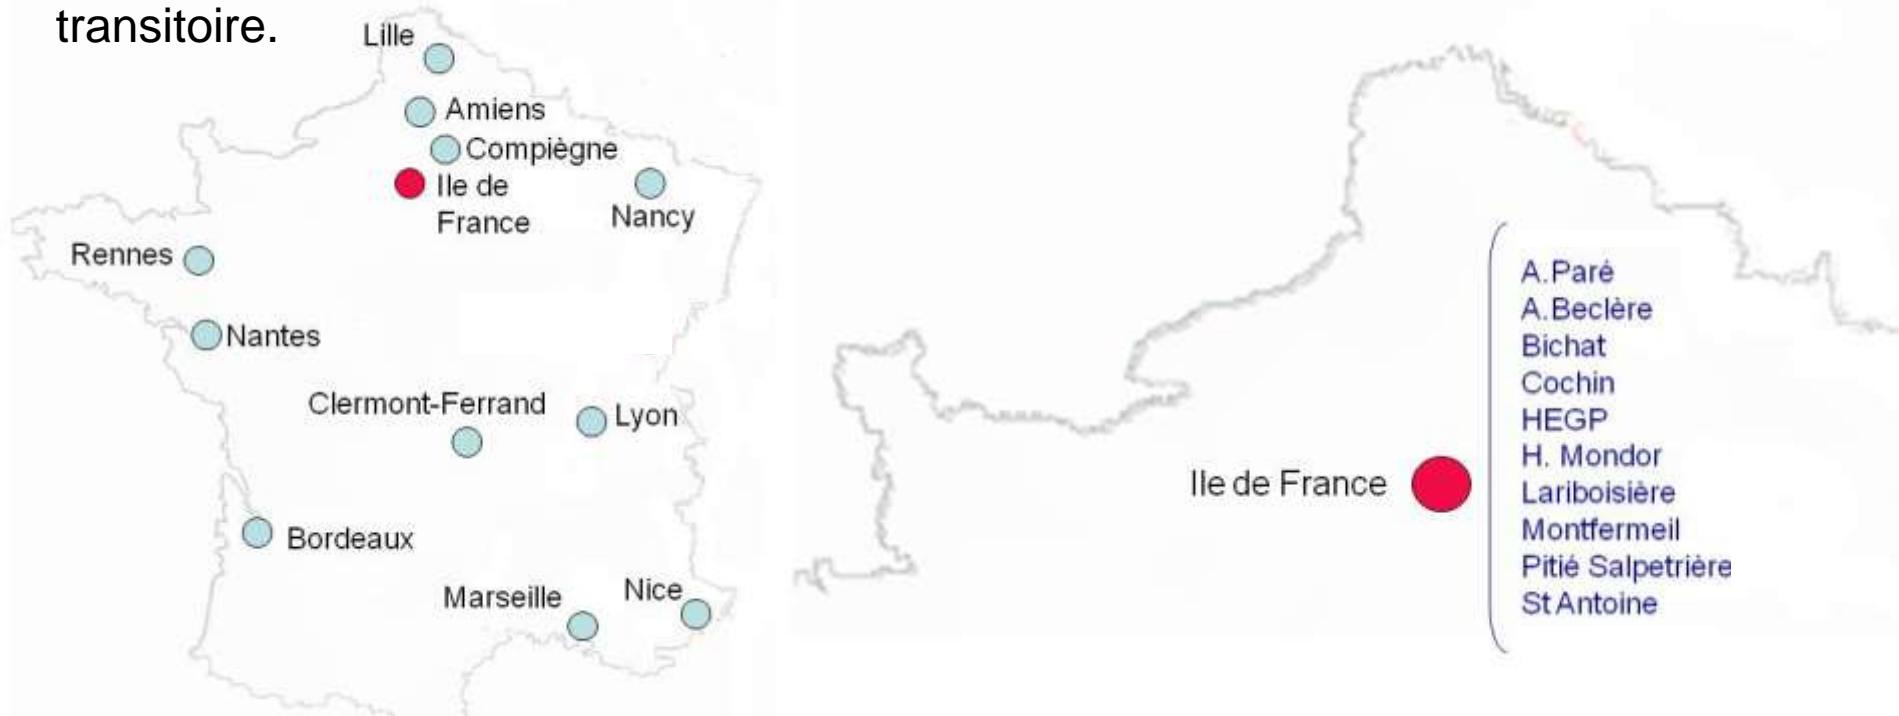 transitoire.
Lille
Amiens
Compiègne
Ile de
France
Nancy
Rennes
Nantes
Clermont-Ferrand
Lyon
Bordeaux
Marseille
Nice
Ile de France
A.Paré
A.Beclère
Bichat
Cochin
HEGP
H. Mondor
Lariboisière
Montfermeil
Pitié Salpetrière
St Antoine